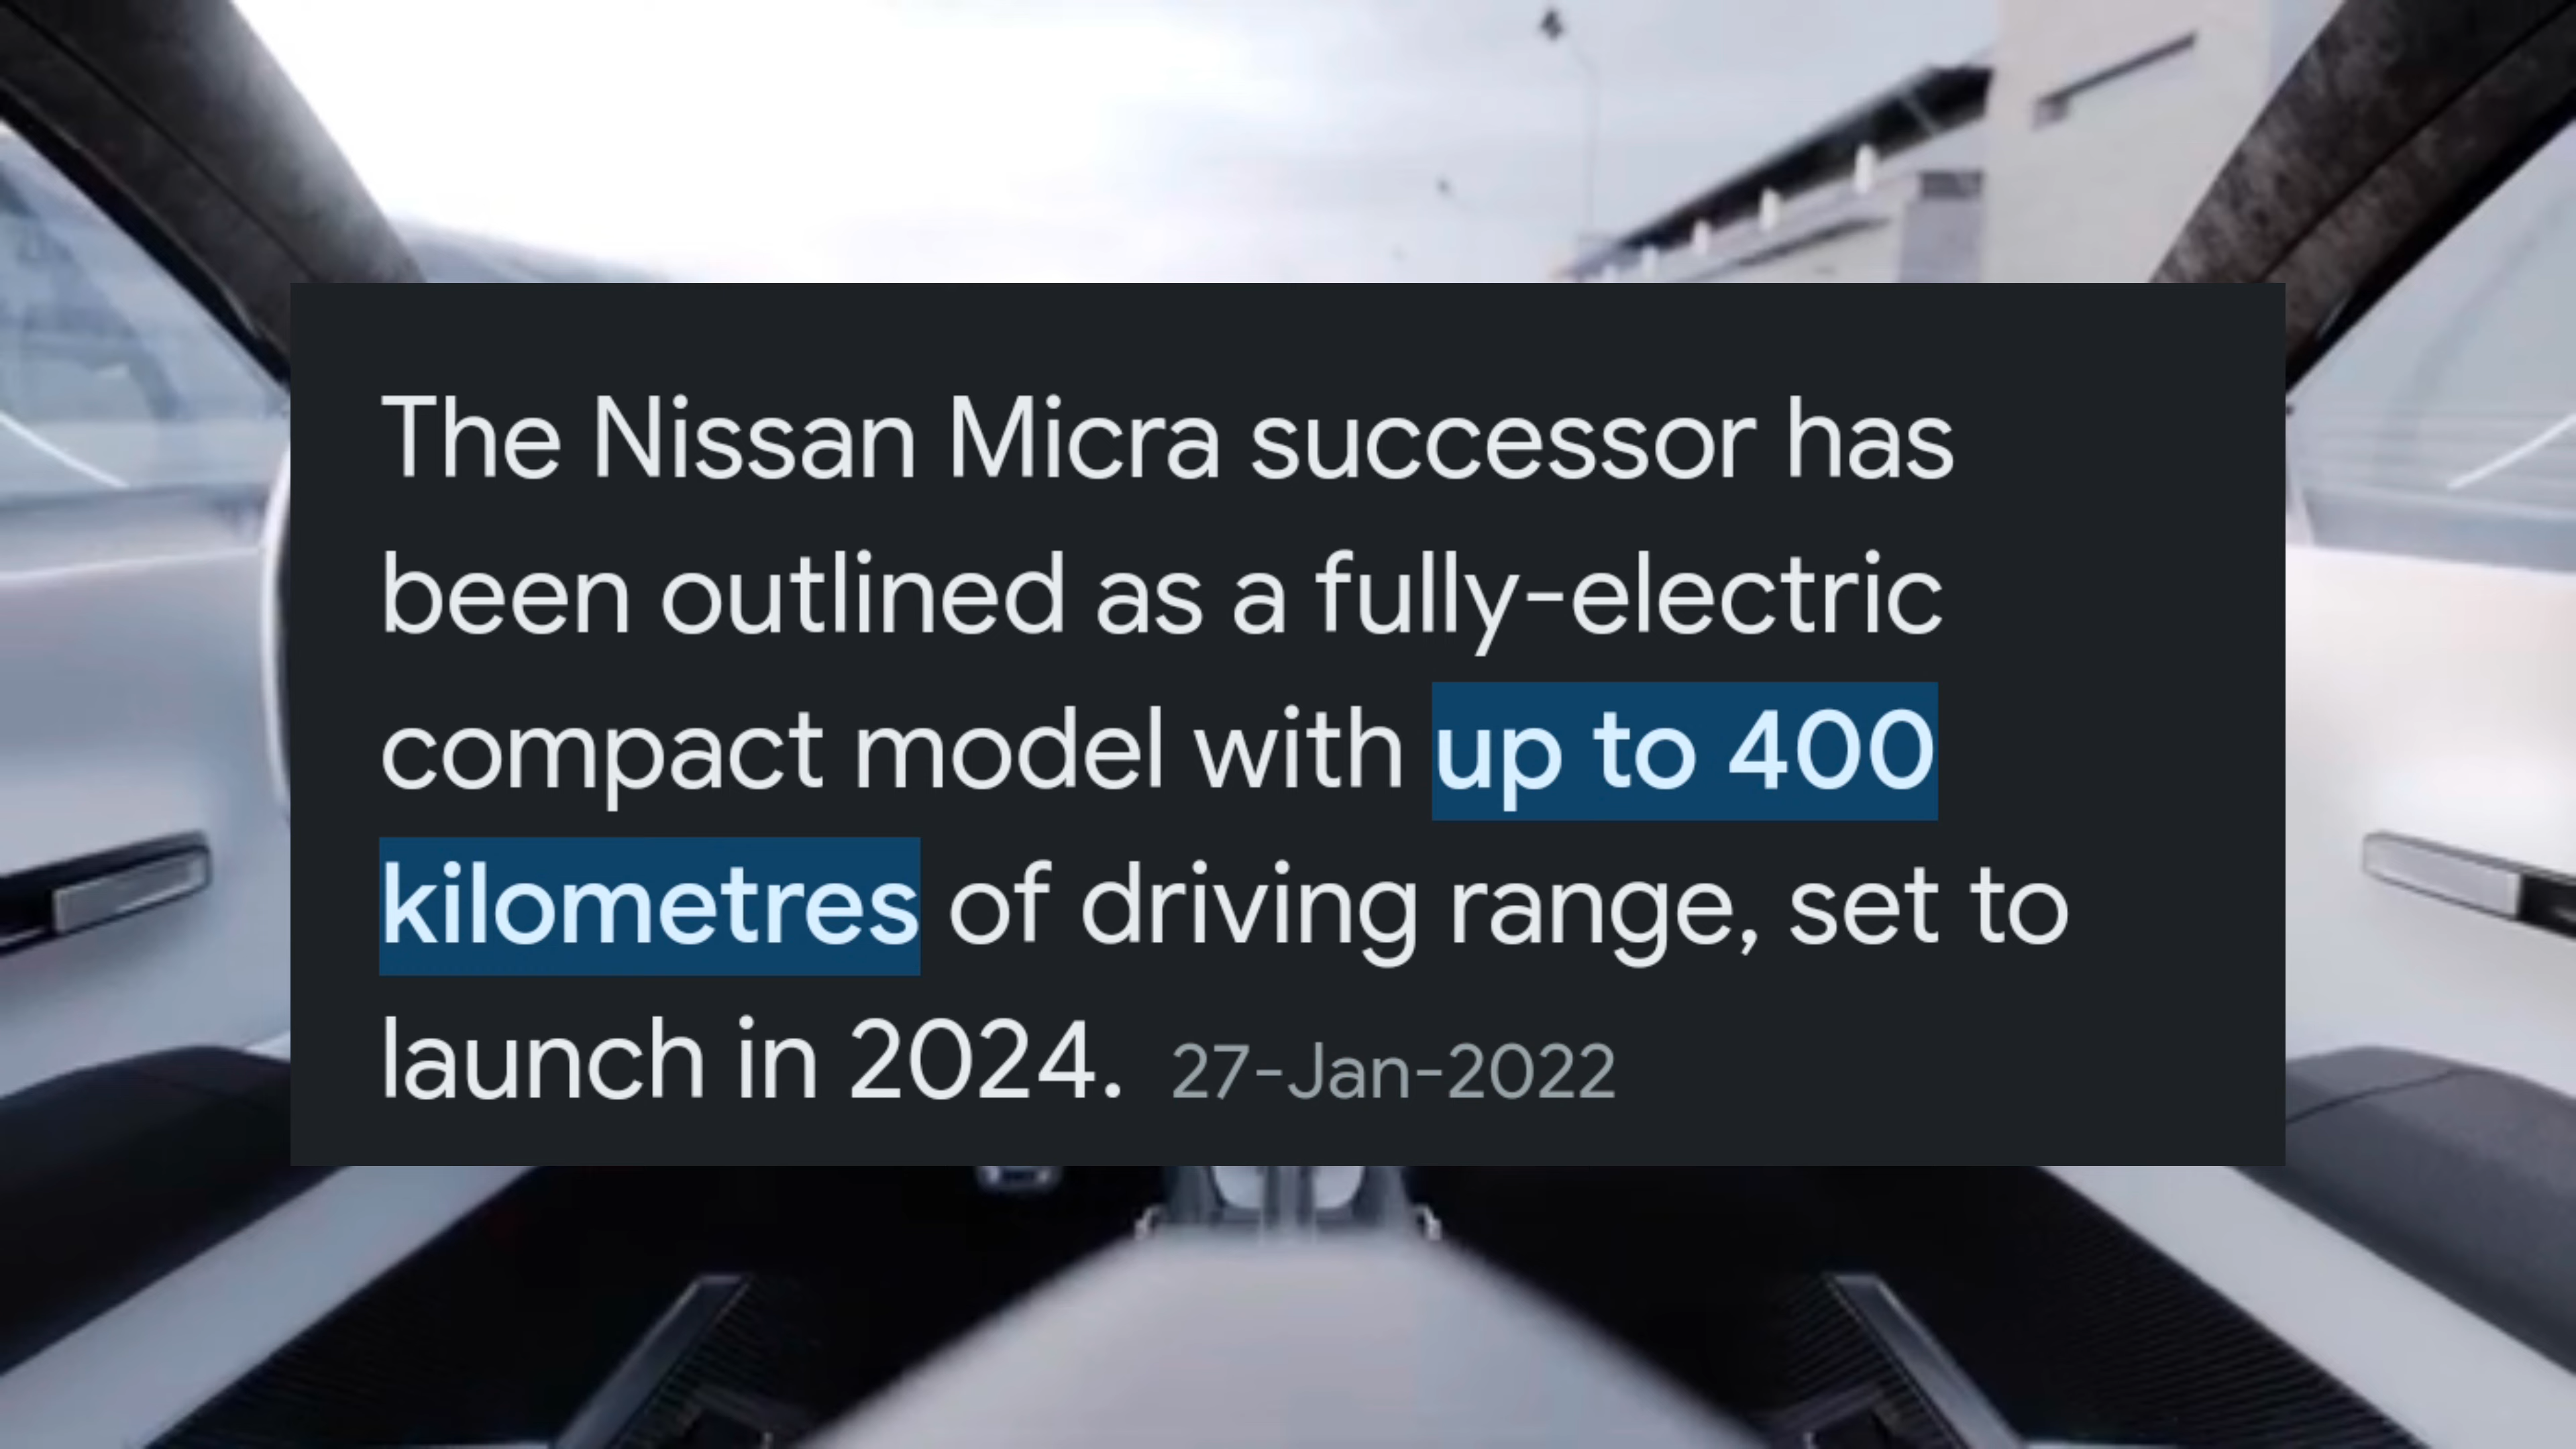 The Nissan Micra successor has
been outlined as a fully-electric
compact model with up to 400
kilometres of driving range, set to
launch in 2024. 27-Jan-2022